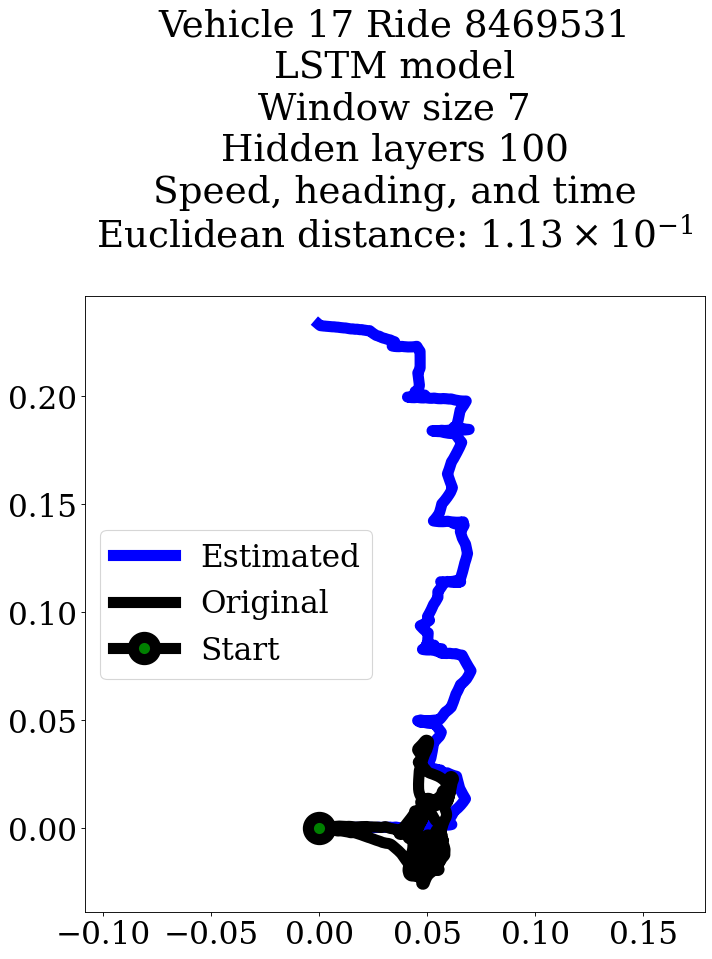 Vehicle 17 Ride 8469531
LSTM model
Window size 7
Hidden layers 100
Speed, heading, and time
Euclidean distance: 1.13 × 10⁻¹
0.20
0.15
0.10
0.05
0.00
Estimated
Original
Start
−0.10 −0.05 0.00 0.05 0.10 0.15